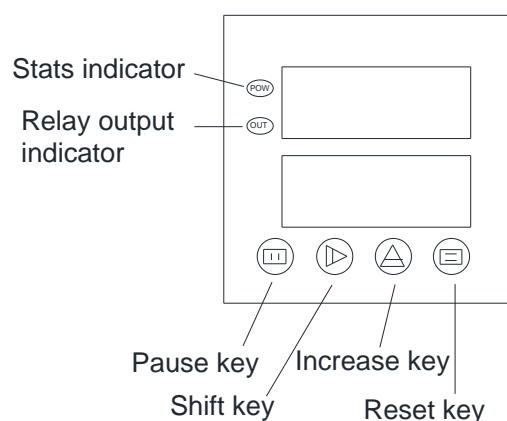 Stats indicator
POW
Relay output
indicator
OUT
Pause key
Increase key
Shift key
Reset key